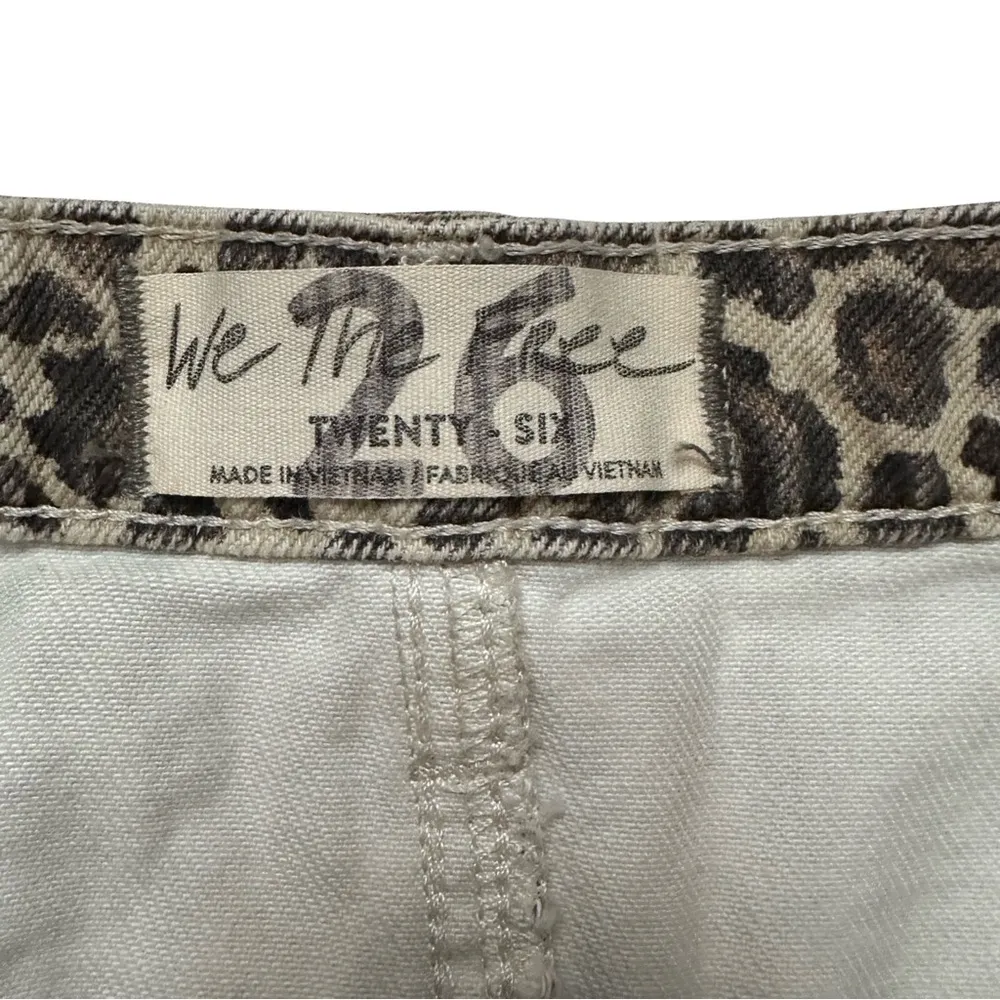 We The Free
26
TWENTY - SIX
MADE IN VIETNAM / FABRIQUE AU VIETNAM